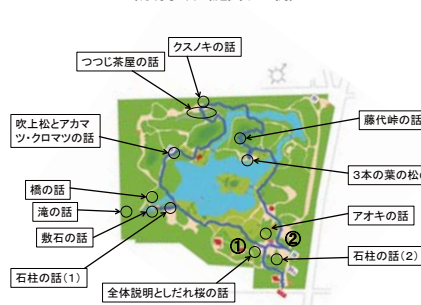 クスノキの話
つつじ茶屋の話
吹上松とアカマ
ツ・クロマツの話
藤代峠の話
3本の葉の松の
橋の話
滝の話
アオキの話
敷石の話
①
②
石柱の話(1)
石柱の話(2)
全体説明としだれ桜の話